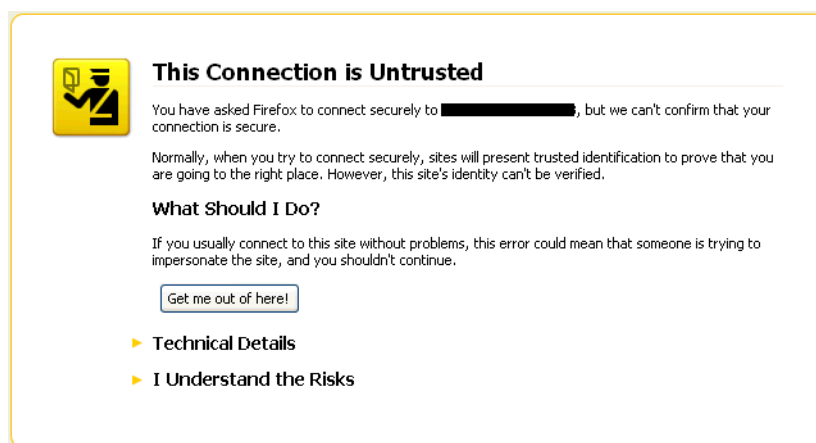 This Connection is Untrusted
You have asked Firefox to connect securely to , but we can't confirm that your
connection is secure.
Normally, when you try to connect securely, sites will present trusted identification to prove that you
are going to the right place. However, this site's identity can't be verified.
What Should I Do?
If you usually connect to this site without problems, this error could mean that someone is trying to
impersonate the site, and you shouldn't continue.
Get me out of here!
Technical Details
I Understand the Risks